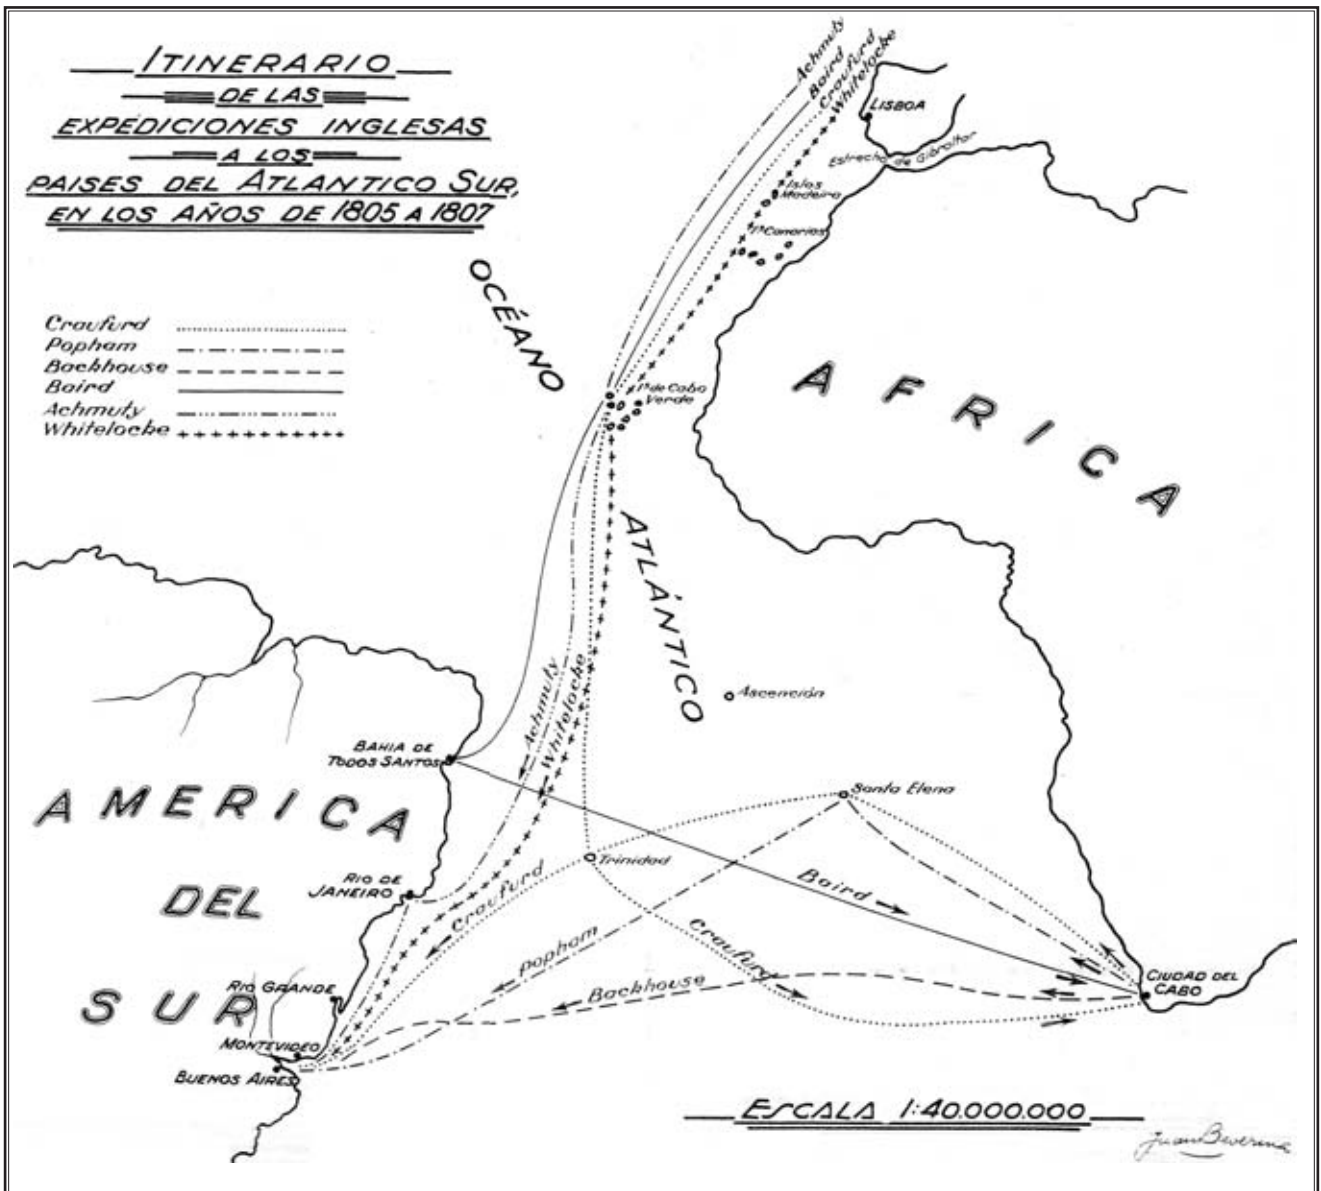 ITINERARIO
DE LAS
EXPEDICIONES INGLESAS
A LOS
PAISES DEL ATLANTICO SUR,
EN LOS AÑOS DE 1805 A 1807
Craufurd
Popham
Backhouse
Baird
Achmuty
Whitelocke
Achmuty
Baird
Craufurd
Whitelocke
LISBOA
Estrecho de Gibraltar
Islas
Madeira
Iˢ Canarias
OCÉANO
Iˢ de Cabo
Verde
AFRICA
ATLÁNTICO
Ascención
Achmuty
Whitelocke
BAHIA DE
TODOS SANTOS
AMERICA
DEL
SUR
Santa Elena
Trinidad
RIO DE
JANEIRO
Craufurd
Baird
Popham
Craufurd
Backhouse
CIUDAD DEL
CABO
RIO GRANDE
MONTEVIDEO
BUENOS AIRES
ESCALA 1:40.000.000
Juan Beverina